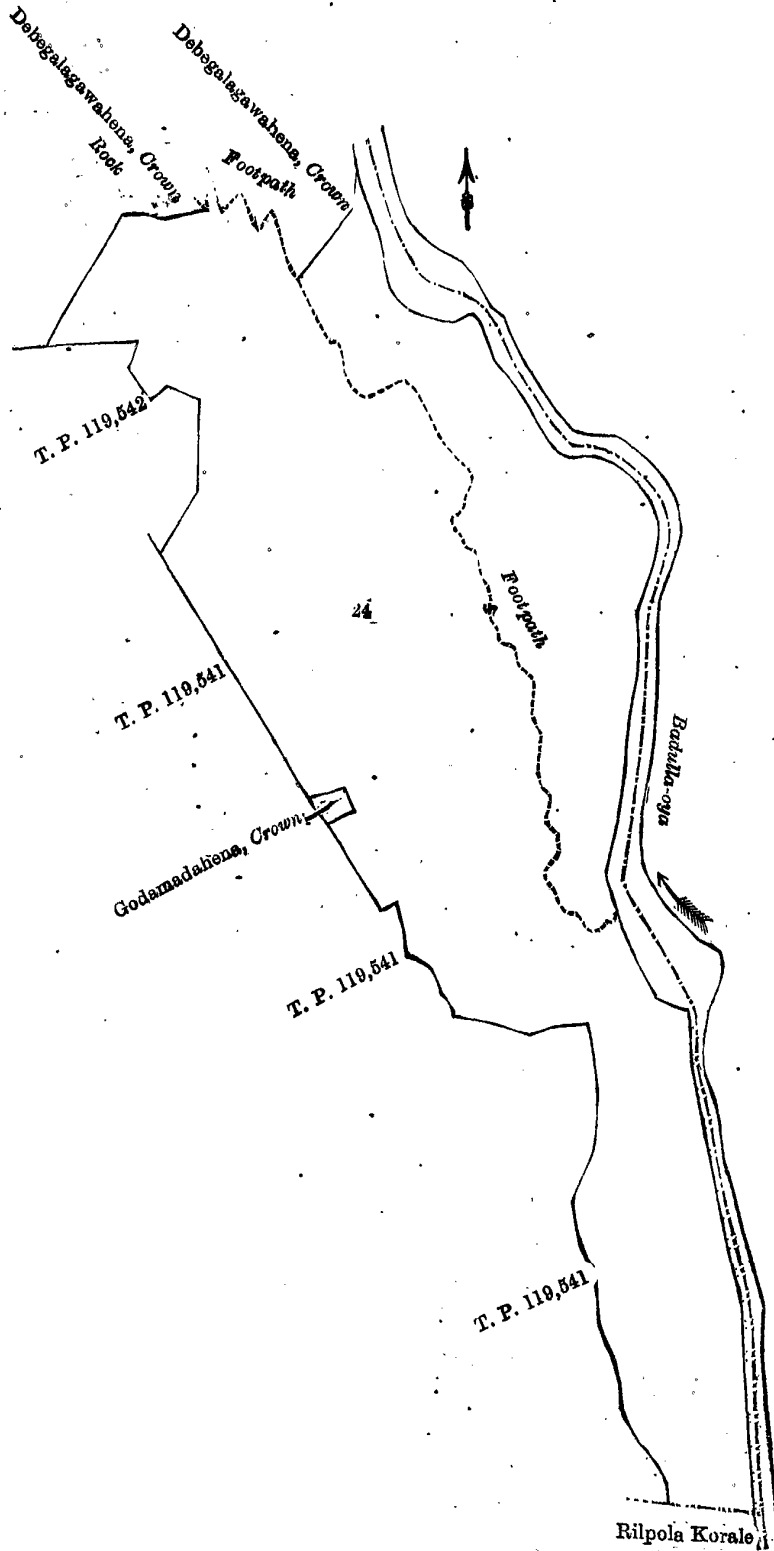 Debegalagawahena, Crown
Rock
Footpath
Debegalagawahena, Crown
T. P. 119,542
24
Footpath
T. P. 119,541
Badulla-oya
Godamadahena, Crown
T. P. 119,541
T. P. 119,541
Rilpola Korale